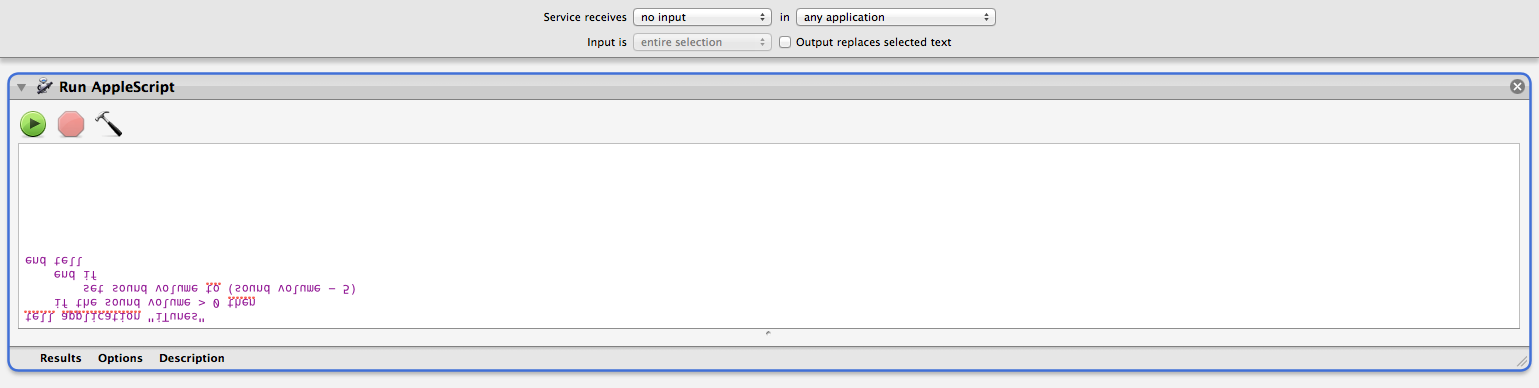 Service receives no input in any application
Input is entire selection Output replaces selected text
Run AppleScript
tell application "iTunes"
if the sound volume > 0 then
set sound volume to (sound volume - 5)
end if
end tell
Results Options Description